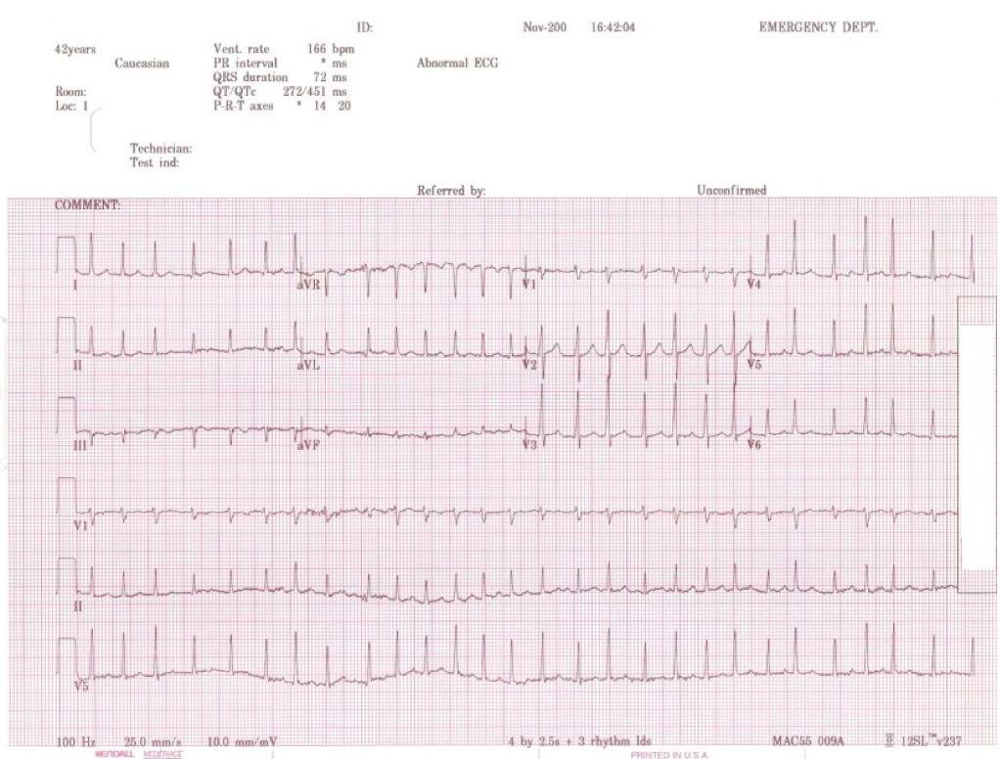 ID: Nov-200 16:42:04 EMERGENCY DEPT.
42years Vent. rate 166 bpm
Caucasian PR interval * ms Abnormal ECG
QRS duration 72 ms
Room: QT/QTc 272/451 ms
Loc: 1 P-R-T axes * 14 20
Technician:
Test ind:
Referred by: Unconfirmed
COMMENT:
I aVR V1 V4
II aVL V2 V5
III aVF V3 V6
V1
II
V5
100 Hz 25.0 mm/s 10.0 mm/mV 4 by 2.5s + 3 rhythm lds MAC55 009A 12SL™ v237
KENDALL MEDITRACE PRINTED IN U.S.A.